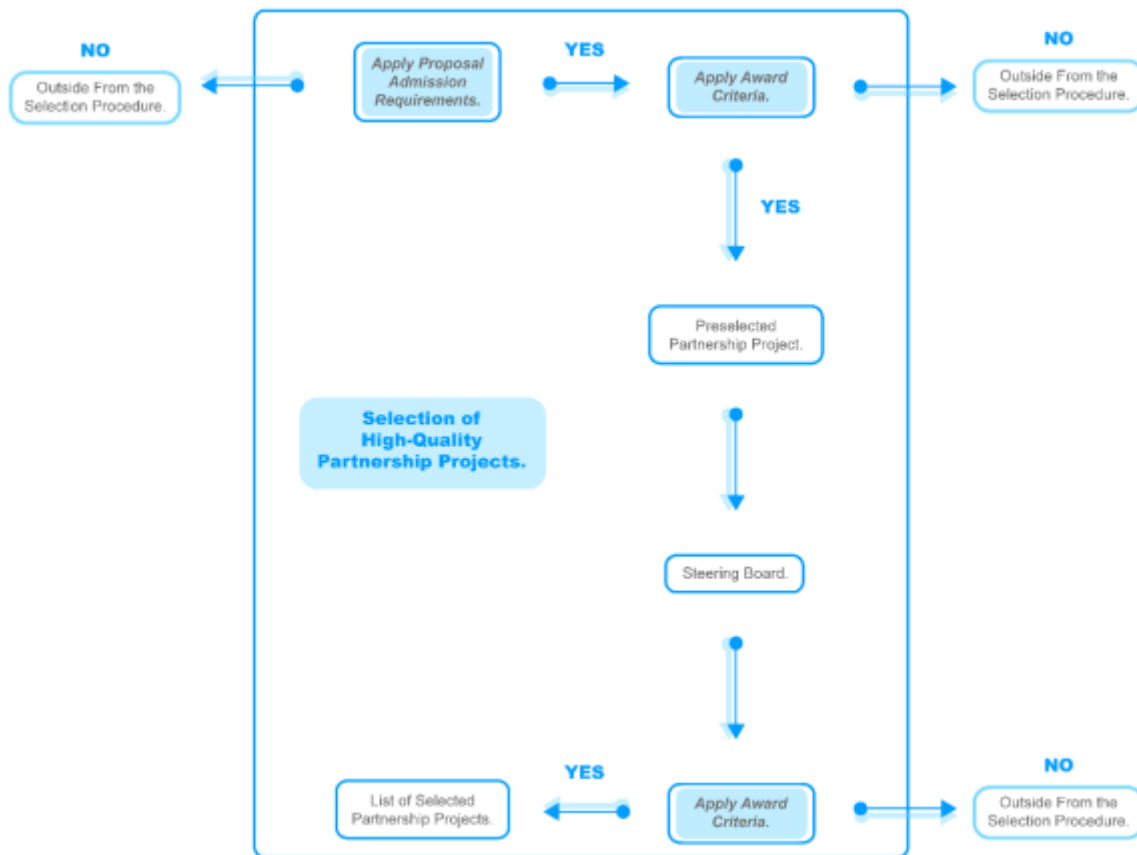 NO
Outside From the
Selection Procedure.
Apply Proposal
Admission
Requirements.
YES
Apply Award
Criteria.
NO
Outside From the
Selection Procedure.
YES
Preselected
Partnership Project.
Selection of
High-Quality
Partnership Projects.
Steering Board.
List of Selected
Partnership Projects.
YES
Apply Award
Criteria.
NO
Outside From the
Selection Procedure.